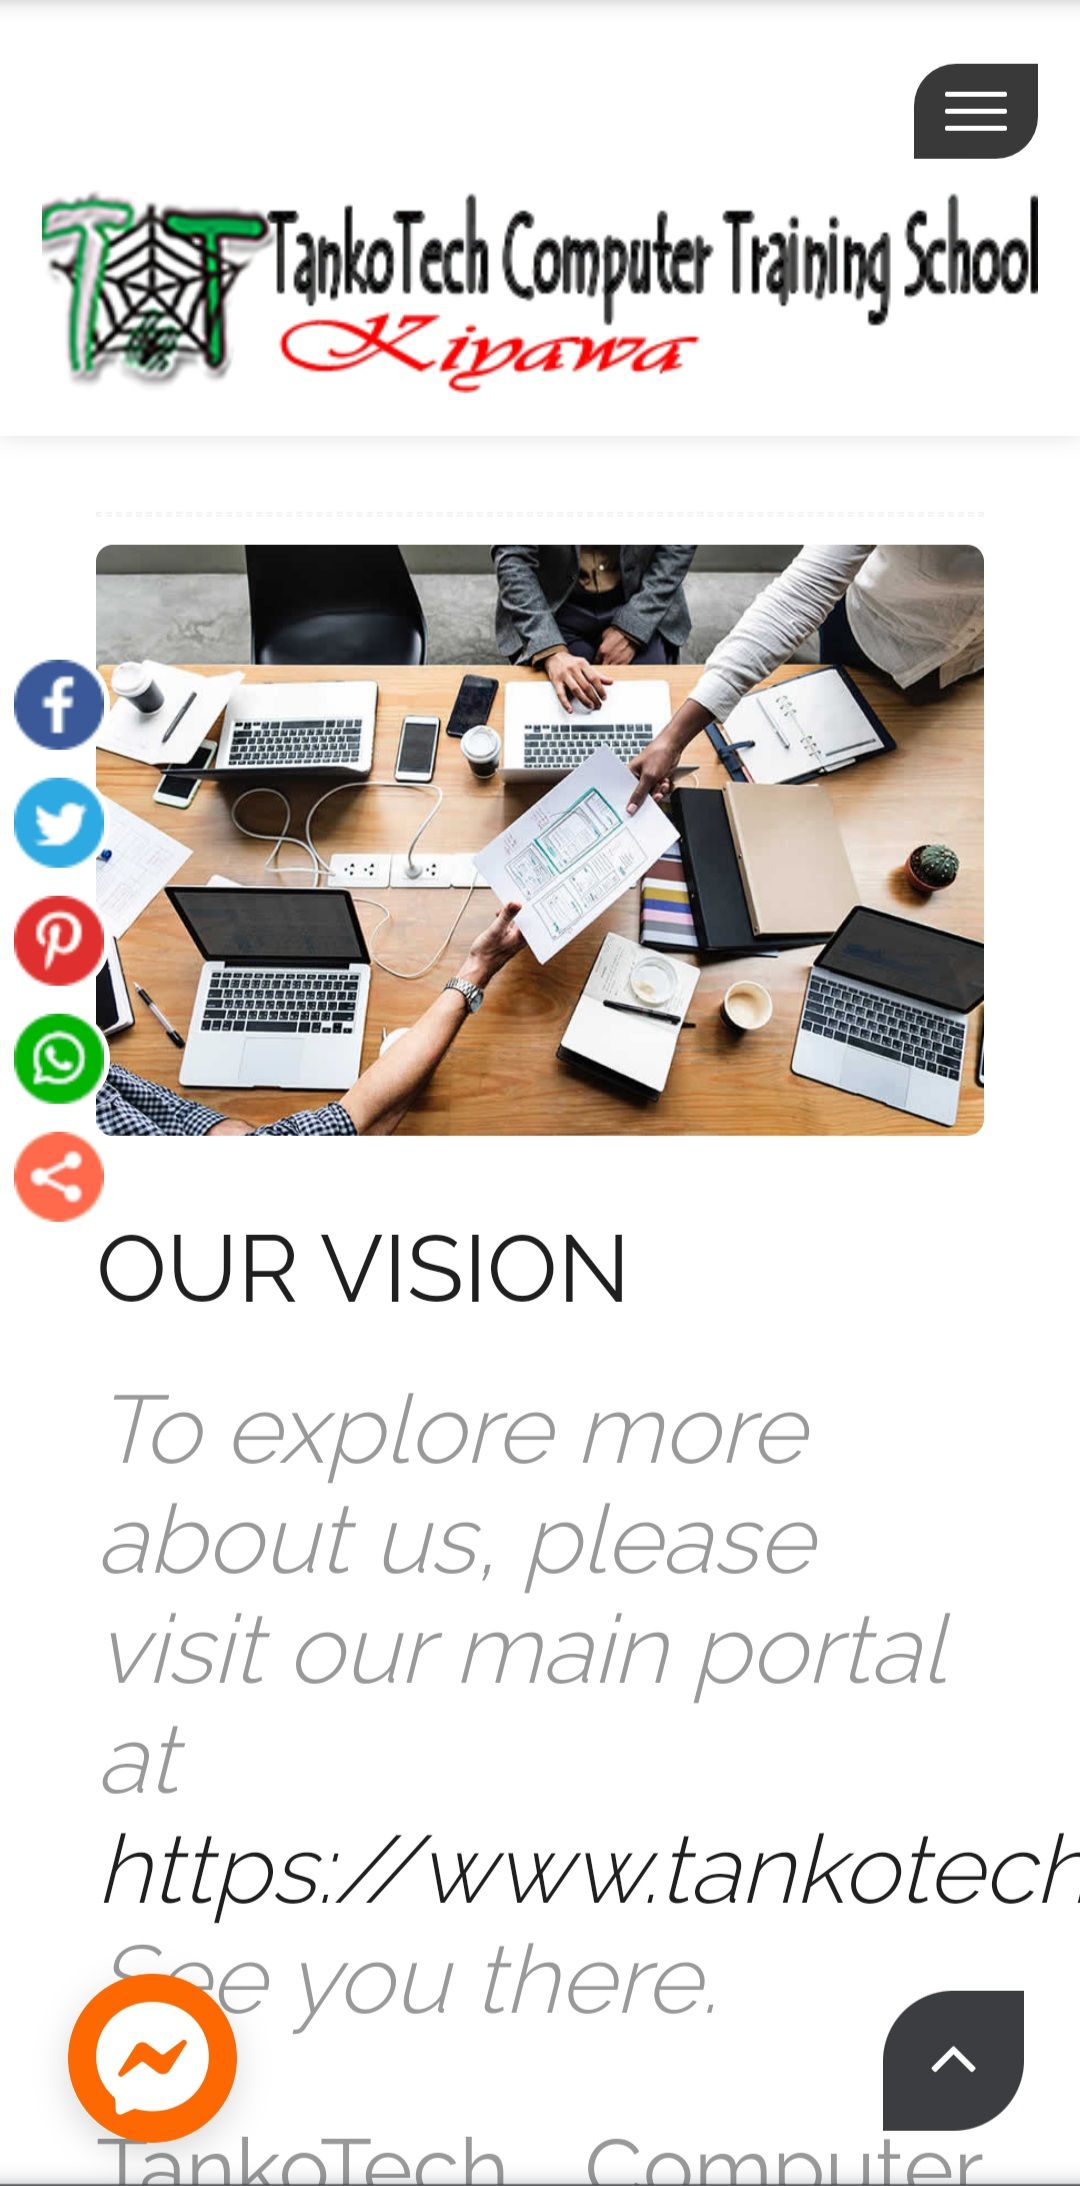 TankoTech Computer Training School
Kiyawa
OUR VISION
To explore more
about us, please
visit our main portal
at
https://www.tankotech
See you there.
TankoTech Computer